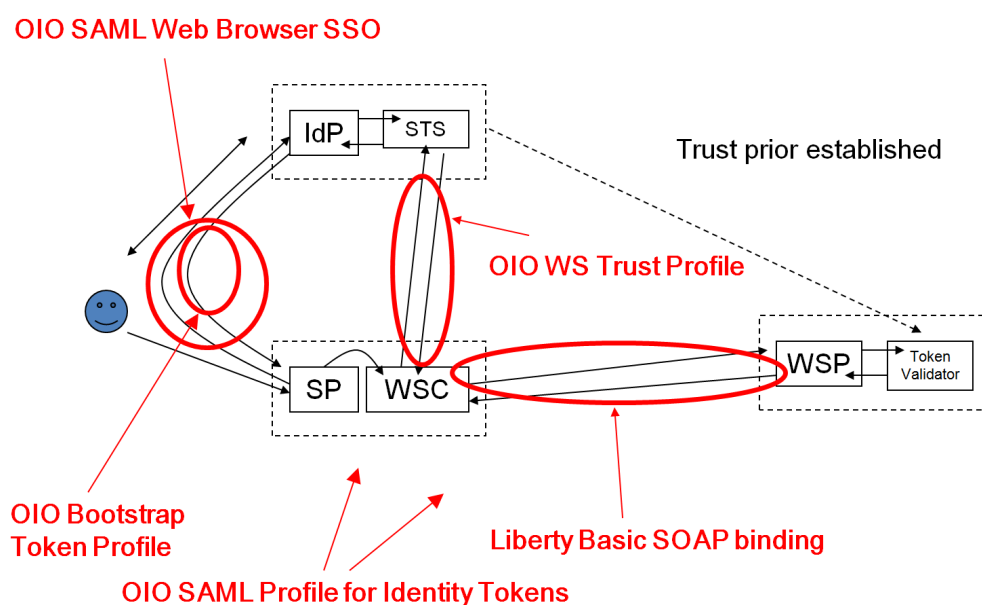 OIO SAML Web Browser SSO
IdP
STS
Trust prior established
OIO WS Trust Profile
SP
WSC
WSP
Token
Validator
OIO Bootstrap
Token Profile
Liberty Basic SOAP binding
OIO SAML Profile for Identity Tokens